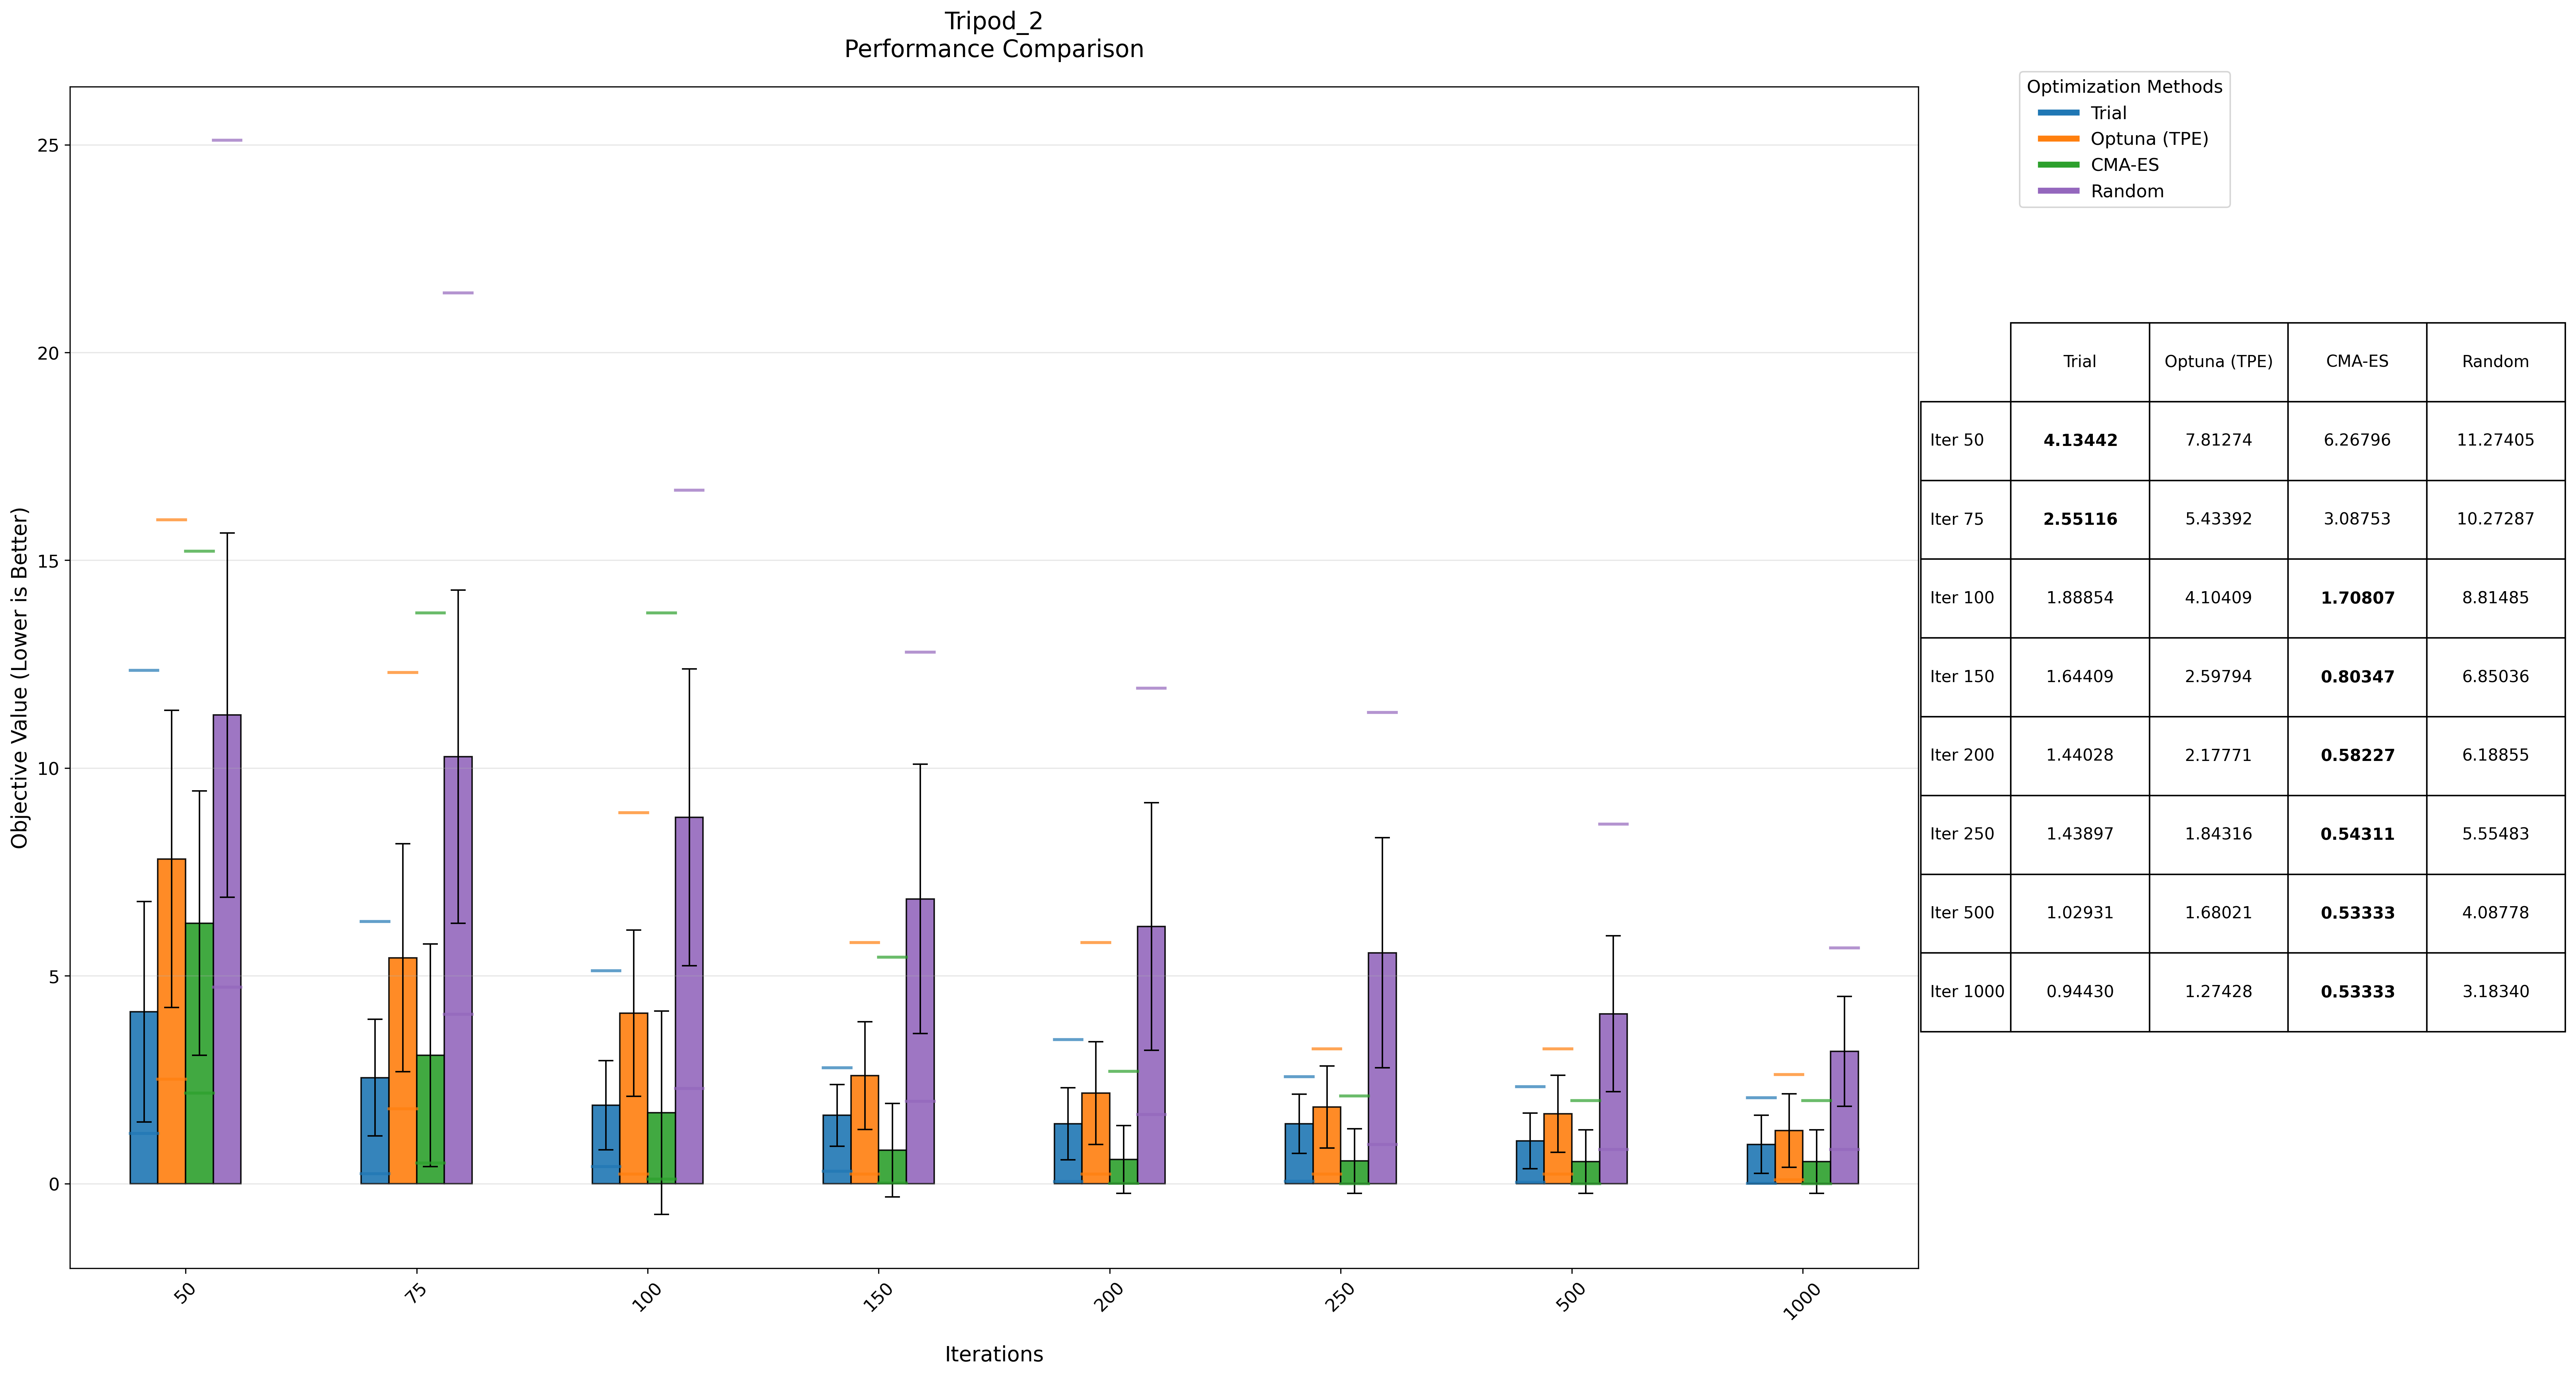 Tripod_2
Performance Comparison
Objective Value (Lower is Better)
25
20
15
10
5
0
50
75
100
150
200
250
500
1000
Iterations
Optimization Methods
Trial
Optuna (TPE)
CMA-ES
Random
Trial Optuna (TPE) CMA-ES Random
Iter 50 4.13442 7.81274 6.26796 11.27405
Iter 75 2.55116 5.43392 3.08753 10.27287
Iter 100 1.88854 4.10409 1.70807 8.81485
Iter 150 1.64409 2.59794 0.80347 6.85036
Iter 200 1.44028 2.17771 0.58227 6.18855
Iter 250 1.43897 1.84316 0.54311 5.55483
Iter 500 1.02931 1.68021 0.53333 4.08778
Iter 1000 0.94430 1.27428 0.53333 3.18340